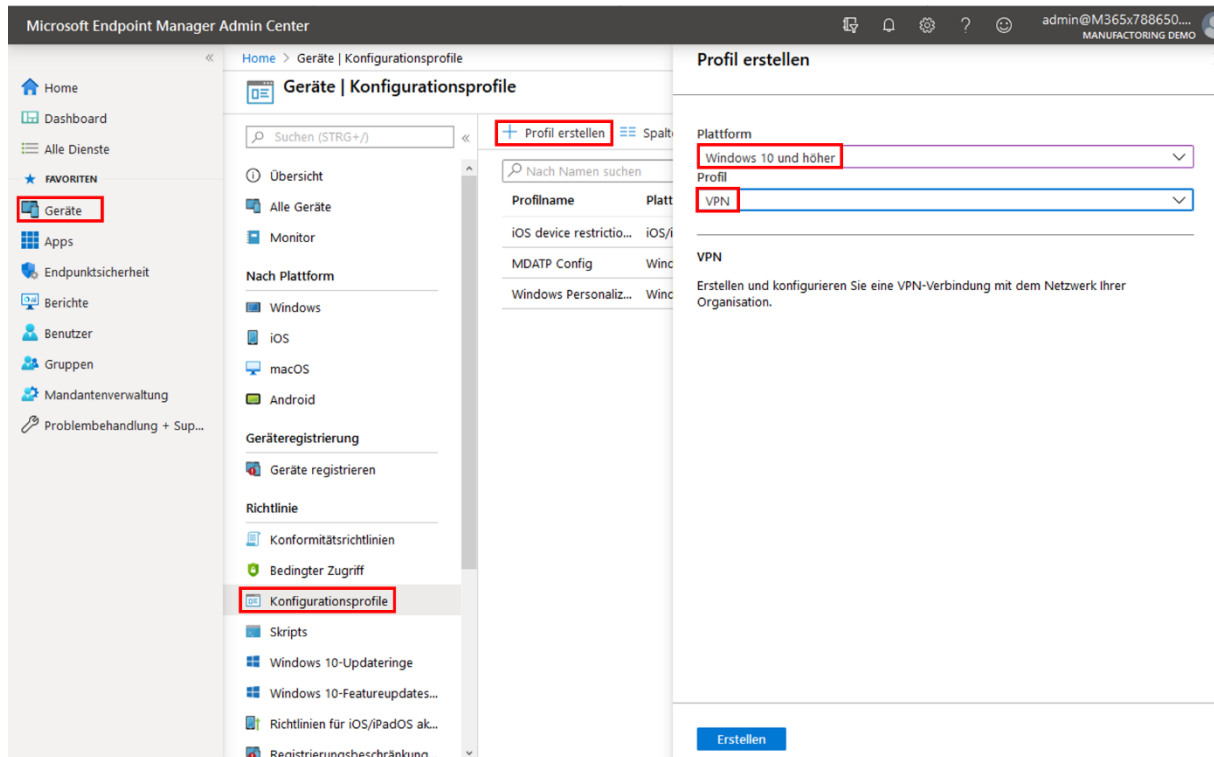 Microsoft Endpoint Manager Admin Center
admin@M365x788650....
MANUFACTORING DEMO
Home
Dashboard
Alle Dienste
FAVORITEN
Geräte
Apps
Endpunktsicherheit
Berichte
Benutzer
Gruppen
Mandantenverwaltung
Problembehandlung + Sup...
Home > Geräte | Konfigurationsprofile
Geräte | Konfigurationsprofile
Suchen (STRG+/)
Übersicht
Alle Geräte
Monitor
Nach Plattform
Windows
iOS
macOS
Android
Geräteregistrierung
Geräte registrieren
Richtlinie
Konformitätsrichtlinien
Bedingter Zugriff
Konfigurationsprofile
Skripts
Windows 10-Updateringe
Windows 10-Featureupdates...
Richtlinien für iOS/iPadOS ak...
Registrierungsbeschränkung...
+ Profil erstellen Spalt
Nach Namen suchen
Profilname Platt
iOS device restrictio... iOS/i
MDATP Config Winc
Windows Personaliz... Winc
Profil erstellen
Plattform
Windows 10 und höher
Profil
VPN
VPN
Erstellen und konfigurieren Sie eine VPN-Verbindung mit dem Netzwerk Ihrer
Organisation.
Erstellen